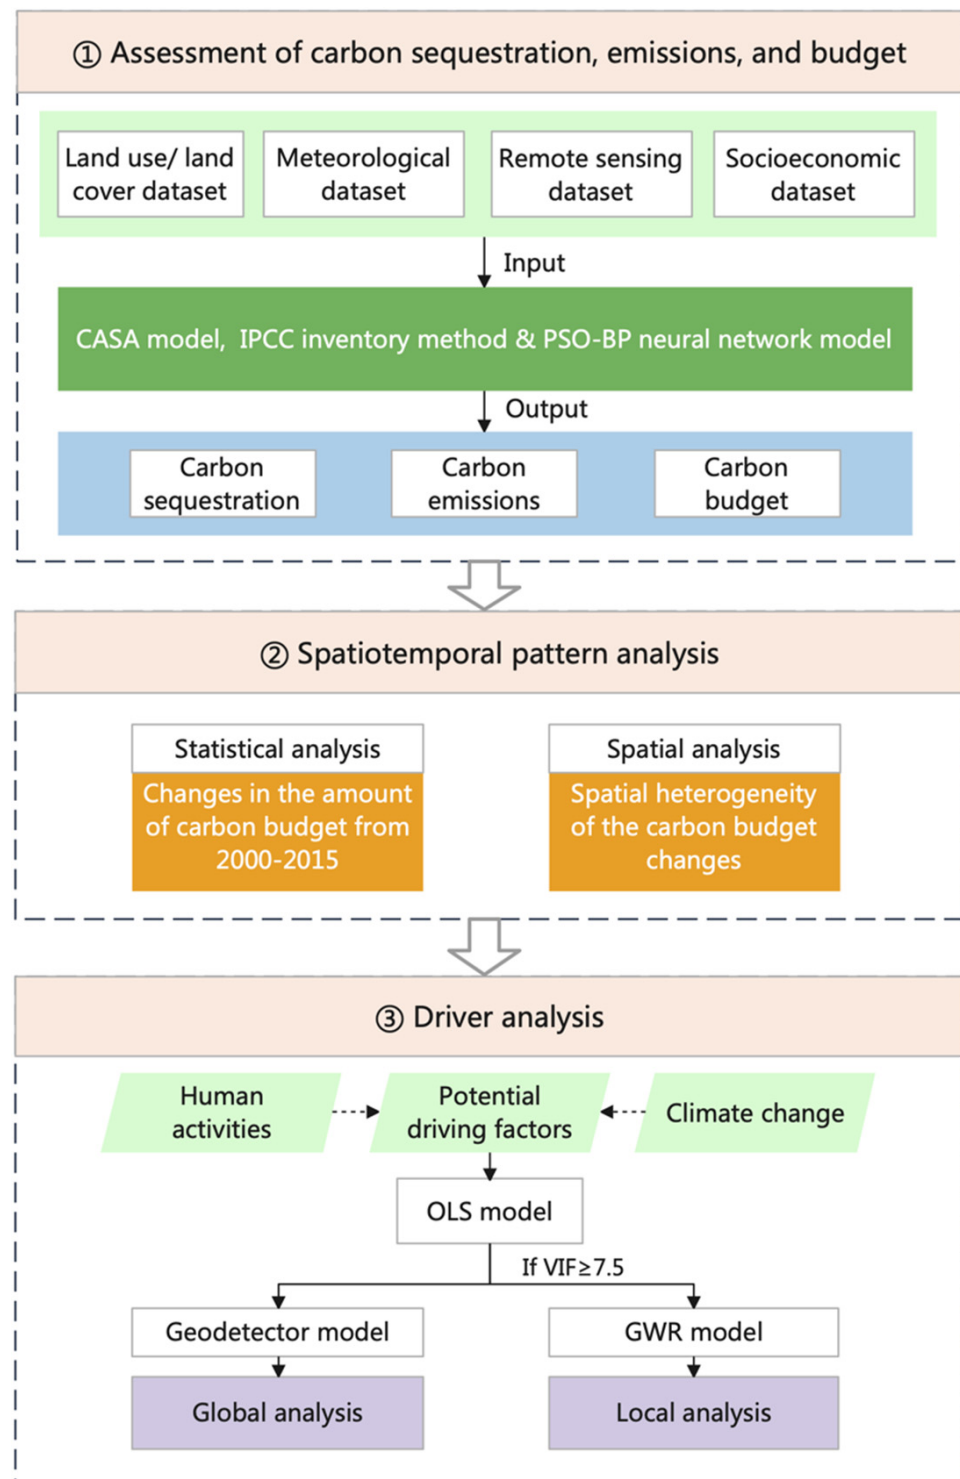 ① Assessment of carbon sequestration, emissions, and budget
Land use/ land
cover dataset
Meteorological
dataset
Remote sensing
dataset
Socioeconomic
dataset
Input
CASA model, IPCC inventory method & PSO-BP neural network model
Output
Carbon
sequestration
Carbon
emissions
Carbon
budget
② Spatiotemporal pattern analysis
Statistical analysis
Changes in the amount
of carbon budget from
2000-2015
Spatial analysis
Spatial heterogeneity
of the carbon budget
changes
③ Driver analysis
Human
activities
Potential
driving factors
Climate change
OLS model
If VIF≥7.5
Geodetector model
GWR model
Global analysis
Local analysis